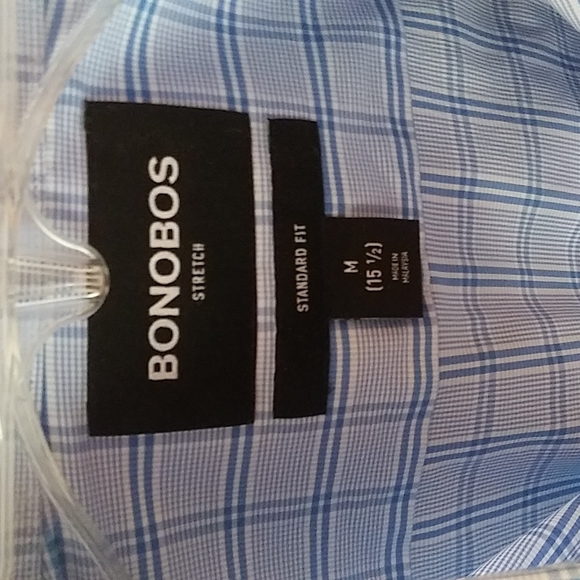 BONOBOS
STRETCH
STANDARD FIT
M
(15 1/2)
MADE IN
MALAYSIA